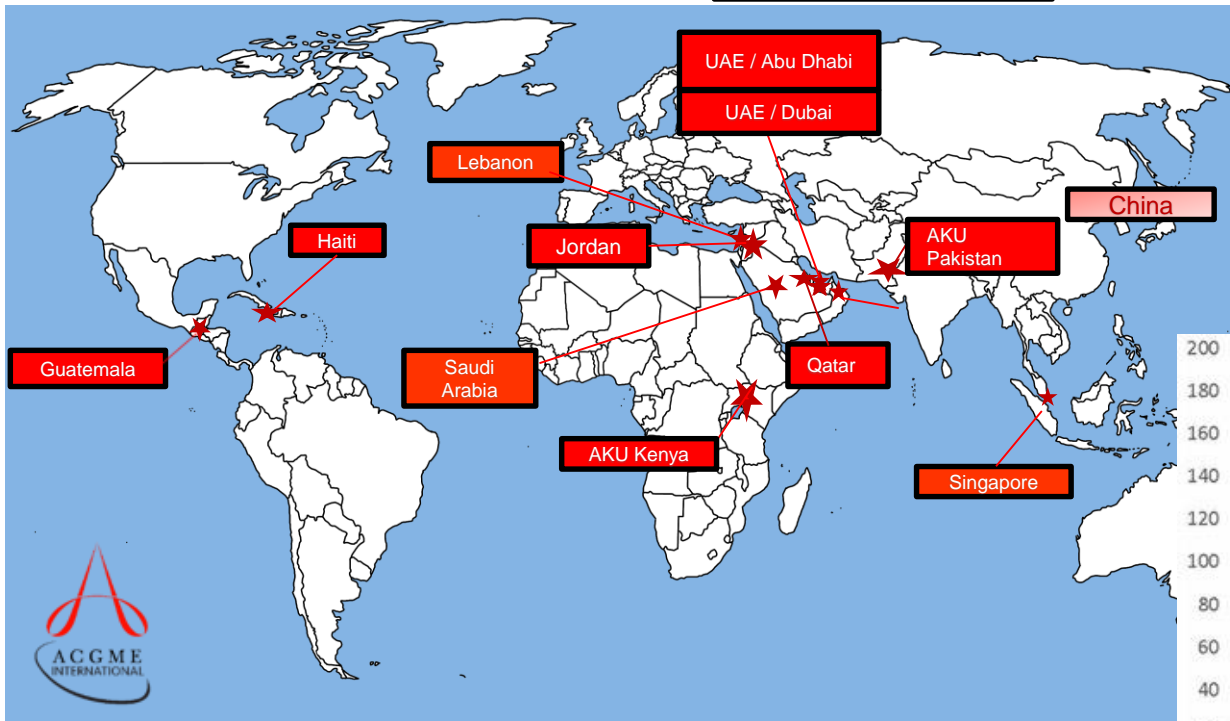 UAE / Abu Dhabi
UAE / Dubai
Lebanon
China
Haiti
Jordan
AKU
Pakistan
Guatemala
Saudi
Arabia
Qatar
AKU Kenya
Singapore
200
180
160
140
120
100
80
60
40
ACGME
INTERNATIONAL